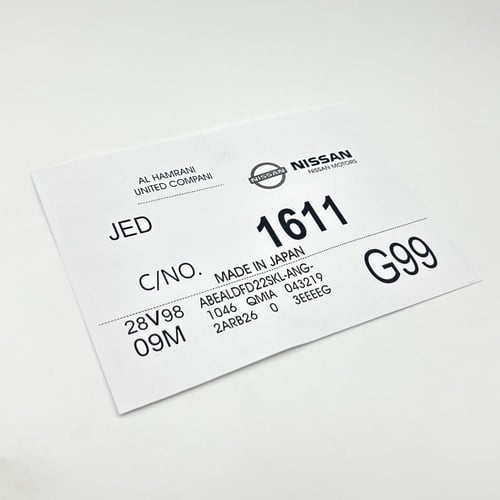 AL HAMRANI
UNITED COMPANI
NISSAN
NISSAN
NISSAN MOTORS
JED
1611
C/NO.
MADE IN JAPAN
G99
28V98
09M
ABEALDFD22SKL-ANG-
1046 QMIA 043219
2ARB26 0 3EEEEG